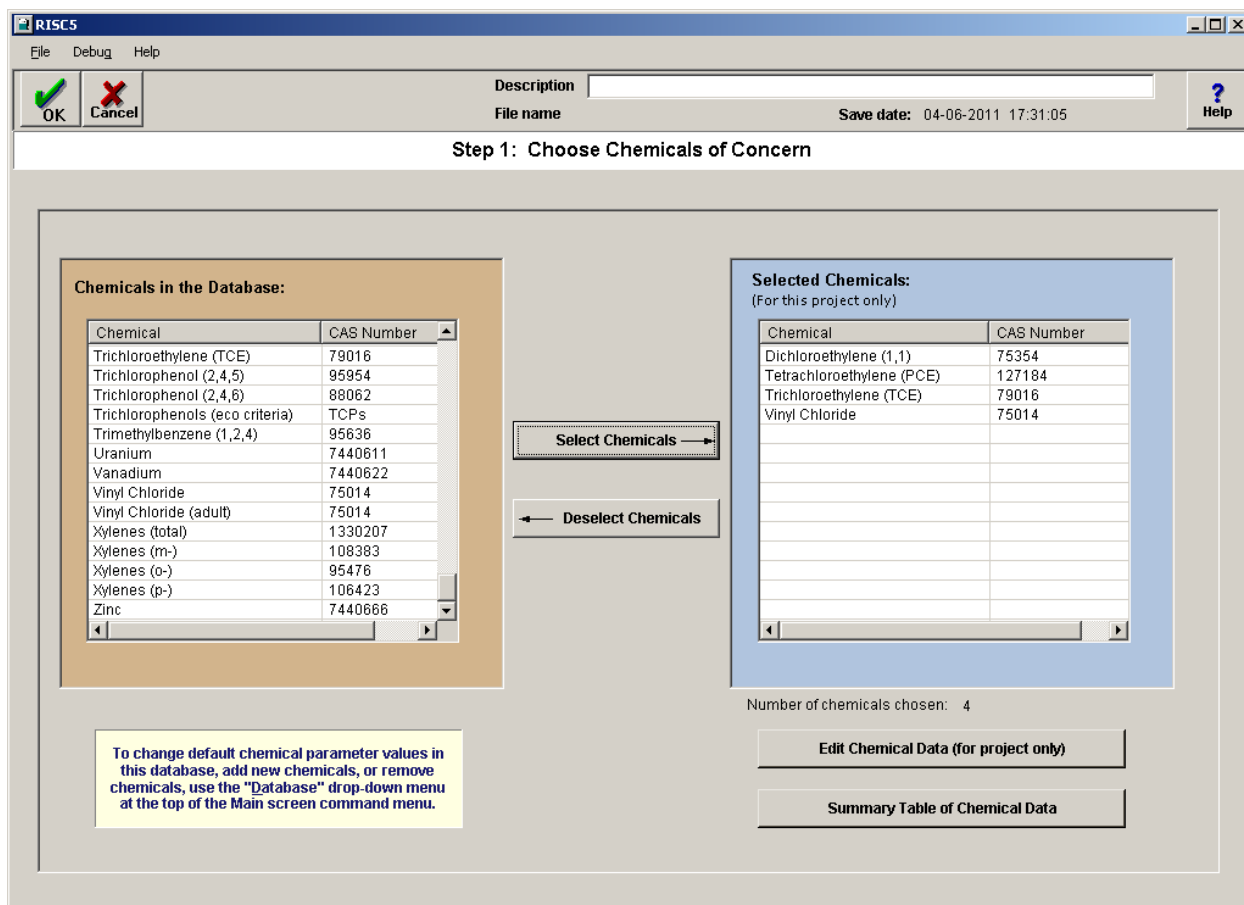 RISC5
File Debug Help
OK
Cancel
Description
File name
Save date: 04-06-2011 17:31:05
?
Help
Step 1: Choose Chemicals of Concern
Chemicals in the Database:
Chemical CAS Number
Trichloroethylene (TCE) 79016
Trichlorophenol (2,4,5) 95954
Trichlorophenol (2,4,6) 88062
Trichlorophenols (eco criteria) TCPs
Trimethylbenzene (1,2,4) 95636
Uranium 7440611
Vanadium 7440622
Vinyl Chloride 75014
Vinyl Chloride (adult) 75014
Xylenes (total) 1330207
Xylenes (m-) 108383
Xylenes (o-) 95476
Xylenes (p-) 106423
Zinc 7440666
Select Chemicals
Deselect Chemicals
Selected Chemicals:
(For this project only)
Chemical CAS Number
Dichloroethylene (1,1) 75354
Tetrachloroethylene (PCE) 127184
Trichloroethylene (TCE) 79016
Vinyl Chloride 75014
Number of chemicals chosen: 4
To change default chemical parameter values in
this database, add new chemicals, or remove
chemicals, use the "Database" drop-down menu
at the top of the Main screen command menu.
Edit Chemical Data (for project only)
Summary Table of Chemical Data